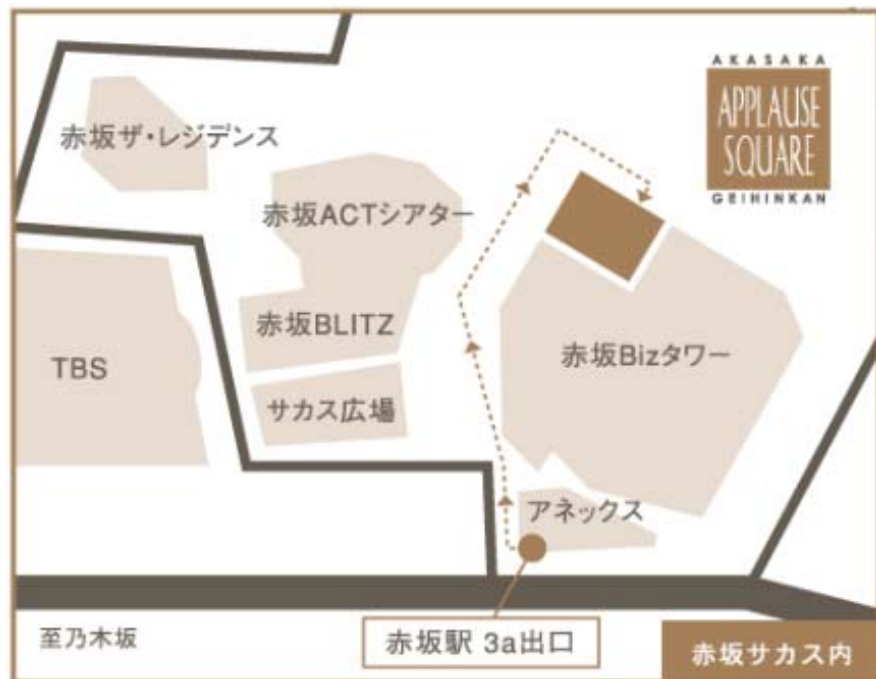 AKASAKA
APPLAUSE
SQUARE
GEIHINKAN
赤坂ザ・レジデンス
赤坂ACTシアター
赤坂BLITZ
赤坂Bizタワー
TBS
サカス広場
アネックス
至乃木坂
赤坂駅 3a出口
赤坂サカス内